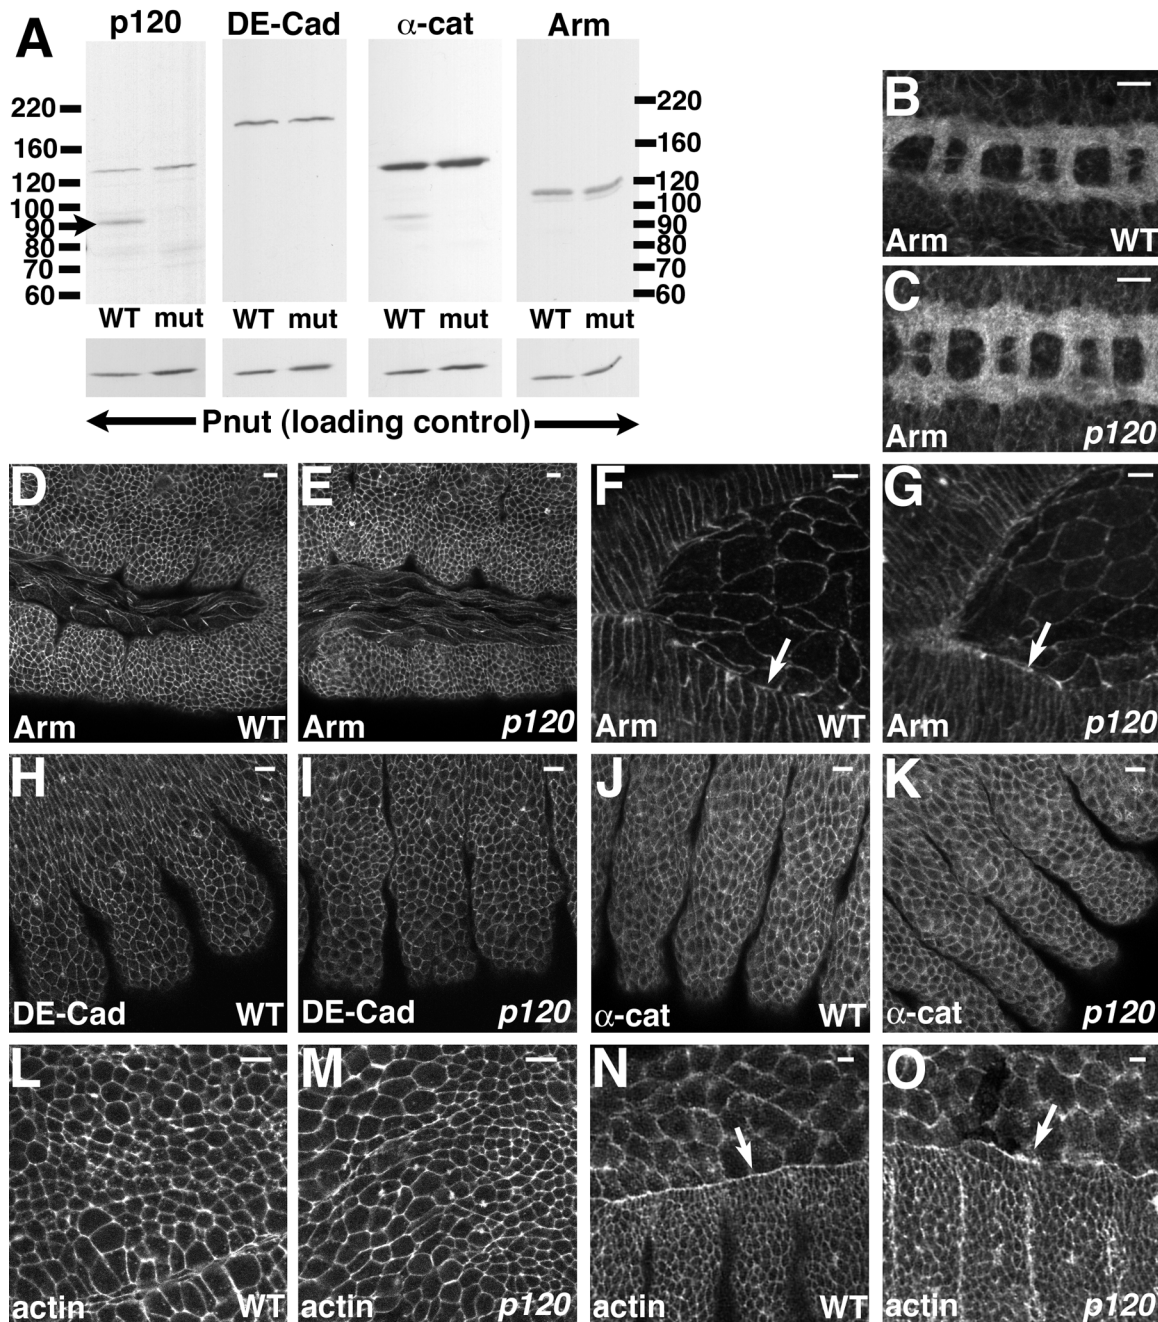 A
p120 DE-Cad α-cat Arm
220
160
120
100
90
80
70
60
220
160
120
100
90
80
70
60
WT mut WT mut WT mut WT mut
Pnut (loading control)
B
Arm WT
C
Arm p120
D
Arm WT
E
Arm p120
F
Arm WT
G
Arm p120
H
DE-Cad WT
I
DE-Cad p120
J
α-cat WT
K
α-cat p120
L
actin WT
M
actin p120
N
actin WT
O
actin p120